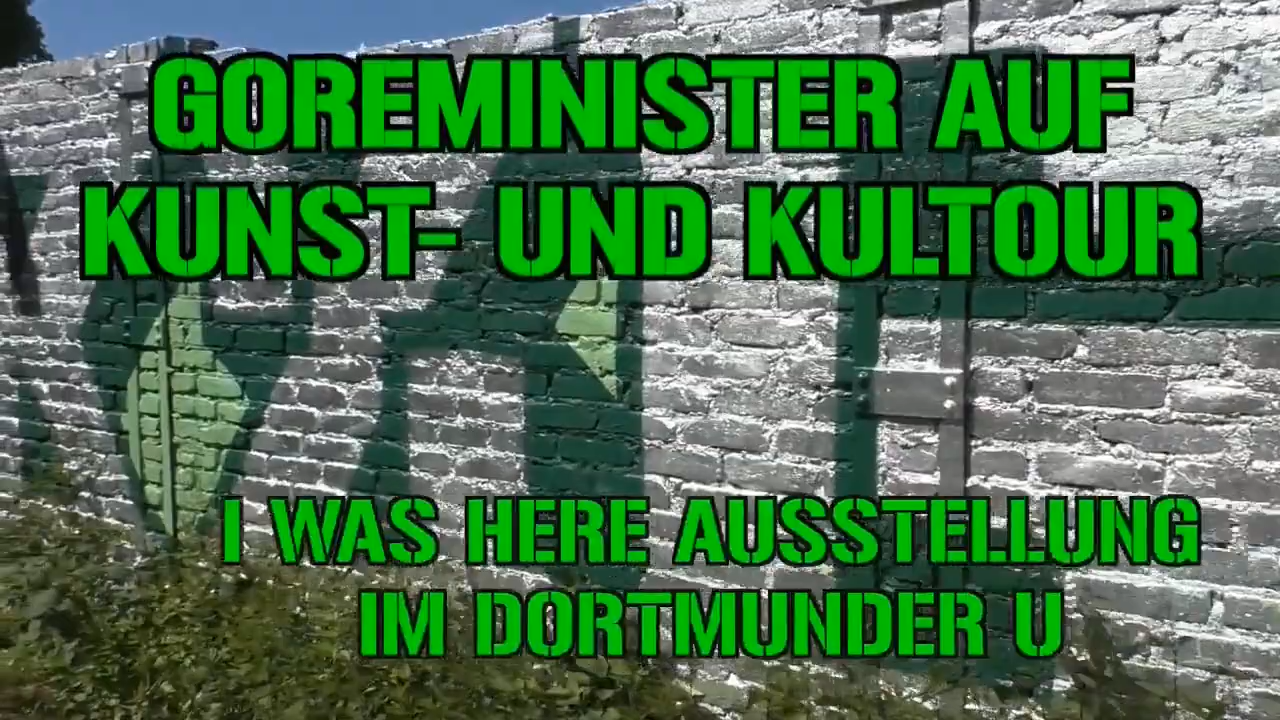 GOREMINISTER AUF
KUNST- UND KULTOUR
I WAS HERE AUSSTELLUNG
IM DORTMUNDER U